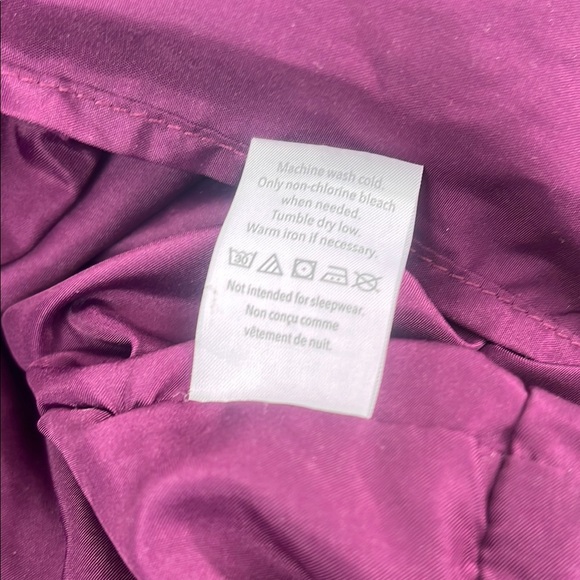 Machine wash cold.
Only non-chlorine bleach
when needed.
Tumble dry low.
Warm iron if necessary.
30
Not intended for sleepwear.
Non conçu comme
vêtement de nuit.